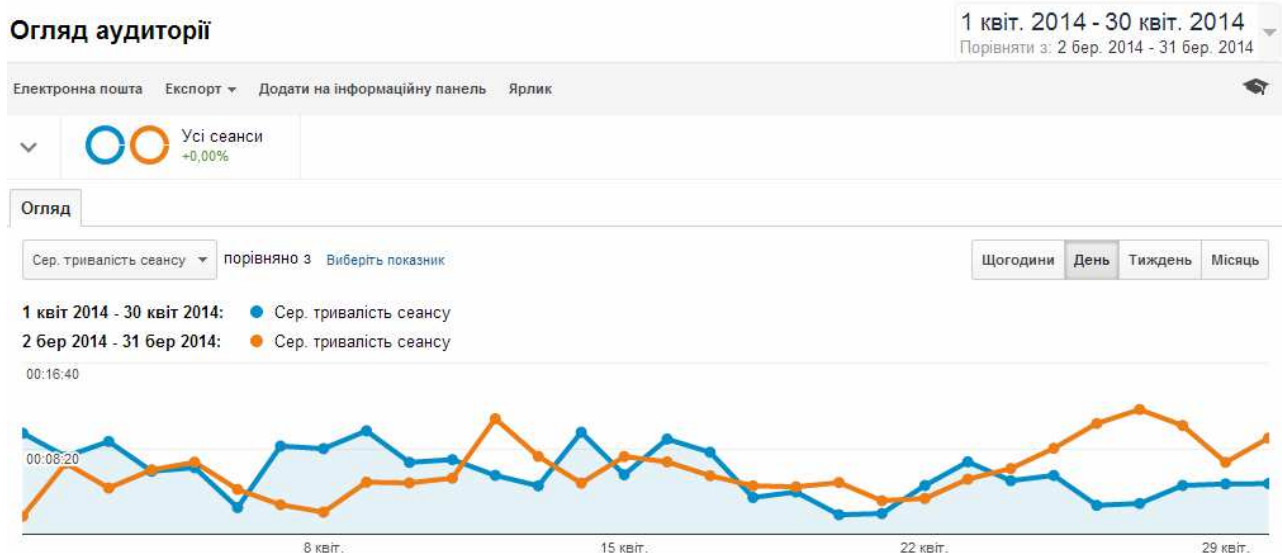 Огляд аудиторії
1 квіт. 2014 - 30 квіт. 2014
Порівняти з: 2 бер. 2014 - 31 бер. 2014
Електронна пошта Експорт Додати на інформаційну панель Ярлик
Усі сеанси
+0,00%
Огляд
Сер. тривалість сеансу порівняно з Виберіть показник
Щогодини День Тиждень Місяць
1 квіт 2014 - 30 квіт 2014: Сер. тривалість сеансу
2 бер 2014 - 31 бер 2014: Сер. тривалість сеансу
00:16:40
00:08:20
8 квіт. 15 квіт. 22 квіт. 29 квіт.